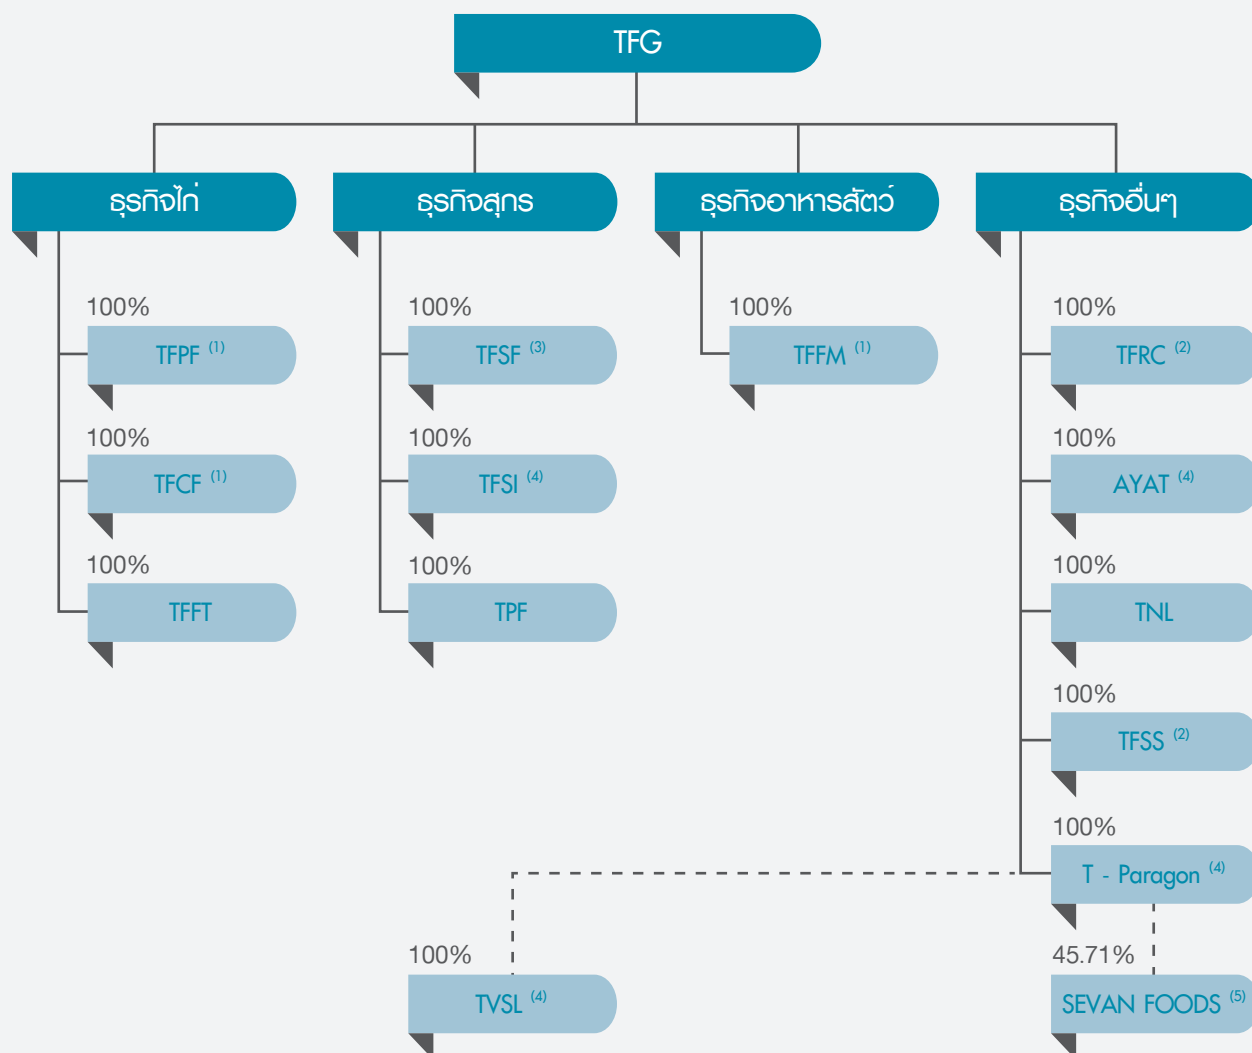 TFG
ธุรกิจไก่
100%
TFPF (1)
100%
TFCF (1)
100%
TFFT
ธุรกิจสุกร
100%
TFSF (3)
100%
TFSI (4)
100%
TPF
ธุรกิจอาหารสัตว์
100%
TFFM (1)
ธุรกิจอื่นๆ
100%
TFRC (2)
100%
AYAT (4)
100%
TNL
100%
TFSS (2)
100%
T - Paragon (4)
100%
TVSL (4)
45.71%
SEVAN FOODS (5)